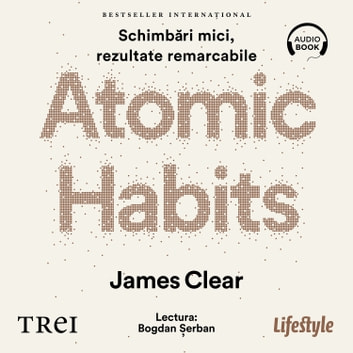 BESTSELLER INTERNAȚIONAL
Schimbări mici,
rezultate remarcabile
AUDIO
BOOK
Atomic
Habits
James Clear
TREI
Lectura:
Bogdan Șerban
Lifestyle